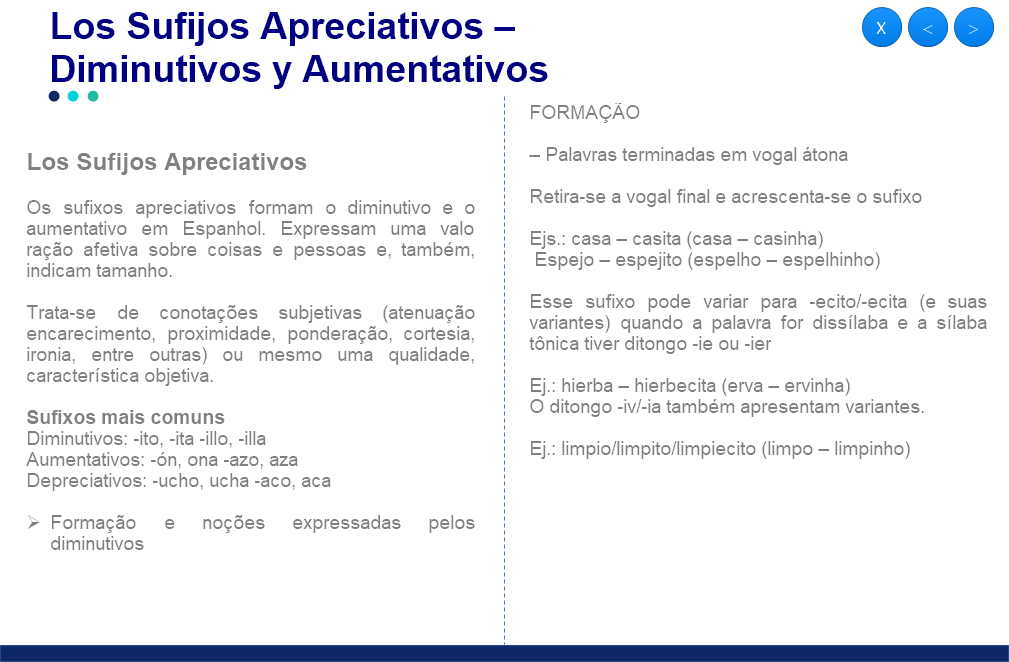 Los Sufijos Apreciativos –
Diminutivos y Aumentativos
X < >
Los Sufijos Apreciativos
Os sufixos apreciativos formam o diminutivo e o
aumentativo em Espanhol. Expressam uma valo
ração afetiva sobre coisas e pessoas e, também,
indicam tamanho.
Trata-se de conotações subjetivas (atenuação
encarecimento, proximidade, ponderação, cortesia,
ironia, entre outras) ou mesmo uma qualidade,
característica objetiva.
Sufixos mais comuns
Diminutivos: -ito, -ita -illo, -illa
Aumentativos: -ón, ona -azo, aza
Depreciativos: -ucho, ucha -aco, aca
➢ Formação e noções expressadas pelos
diminutivos
FORMAÇÃO
– Palavras terminadas em vogal átona
Retira-se a vogal final e acrescenta-se o sufixo
Ejs.: casa – casita (casa – casinha)
Espejo – espejito (espelho – espelhinho)
Esse sufixo pode variar para -ecito/-ecita (e suas
variantes) quando a palavra for dissílaba e a sílaba
tônica tiver ditongo -ie ou -ier
Ej.: hierba – hierbecita (erva – ervinha)
O ditongo -iv/-ia também apresentam variantes.
Ej.: limpio/limpito/limpiecito (limpo – limpinho)